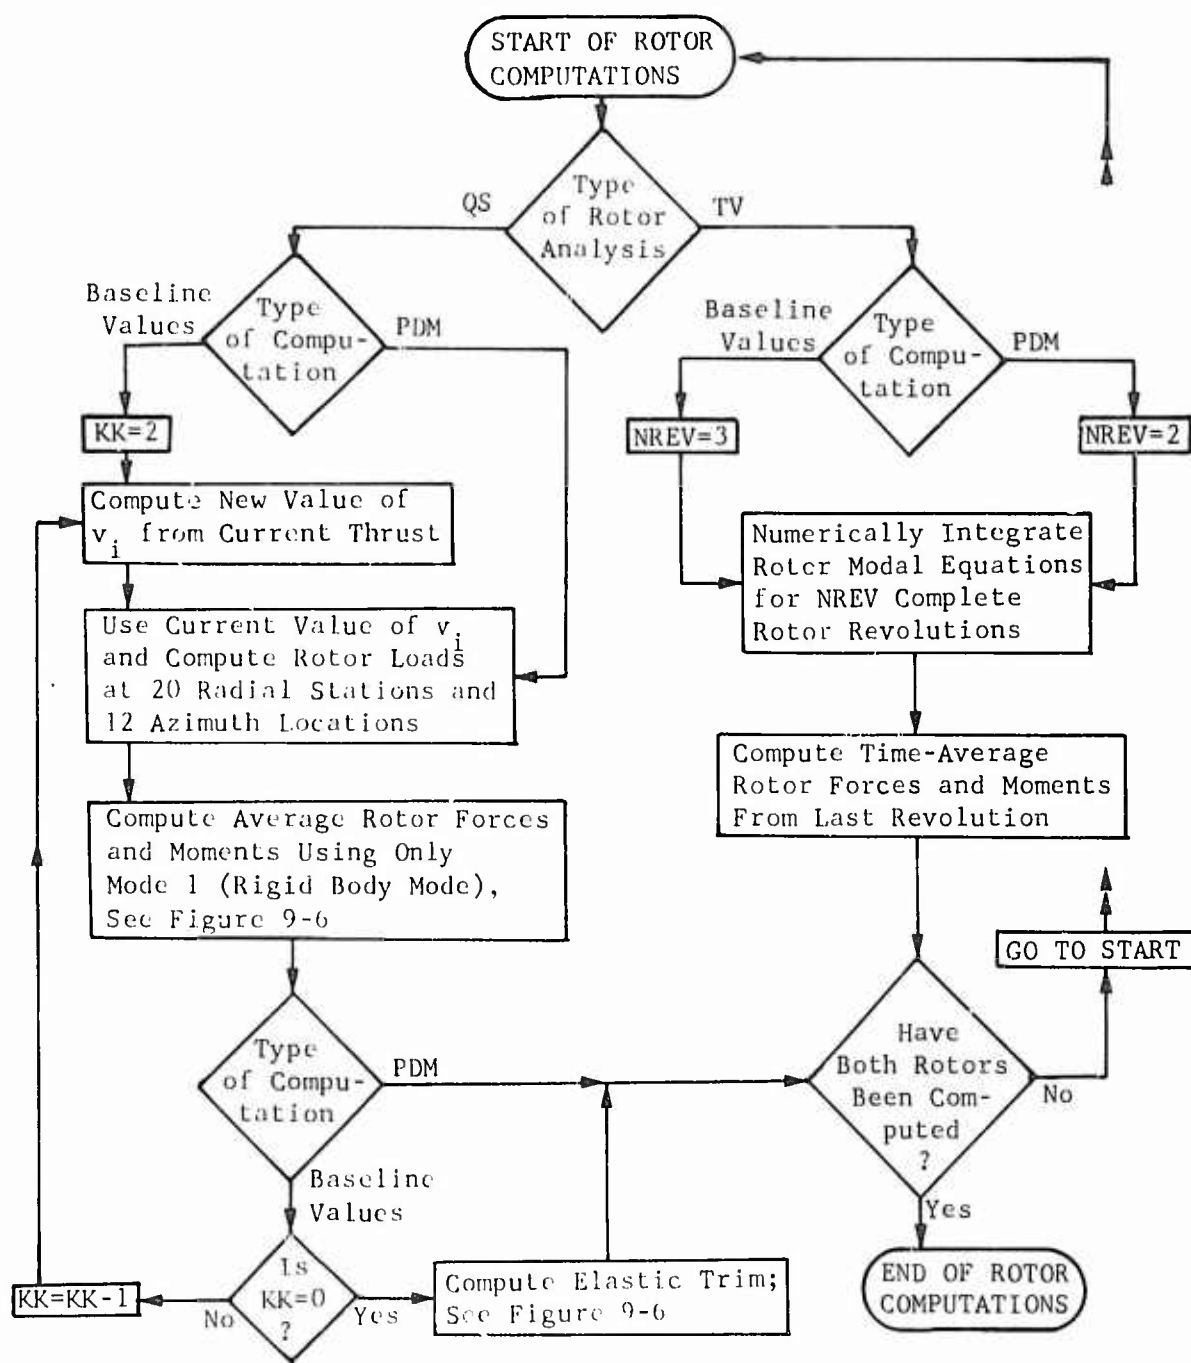 START OF ROTOR
COMPUTATIONS
Type
of Rotor
Analysis
QS
TV
Baseline
Values
Type
of Compu-
tation
PDM
Baseline
Values
Type
of Compu-
tation
PDM
KK=2
NREV=3
NREV=2
Compute New Value of
v_i from Current Thrust
Numerically Integrate
Rotor Modal Equations
for NREV Complete
Rotor Revolutions
Use Current Value of v_i
and Compute Rotor Loads
at 20 Radial Stations and
12 Azimuth Locations
Compute Time-Average
Rotor Forces and Moments
From Last Revolution
Compute Average Rotor Forces
and Moments Using Only
Mode 1 (Rigid Body Mode),
See Figure 9-6
GO TO START
Type
of Compu-
tation
PDM
Have
Both Rotors
Been Com-
puted
?
No
Baseline
Values
Yes
Is
KK=0
?
No
Yes
KK=KK-1
Compute Elastic Trim;
See Figure 9-6
END OF ROTOR
COMPUTATIONS